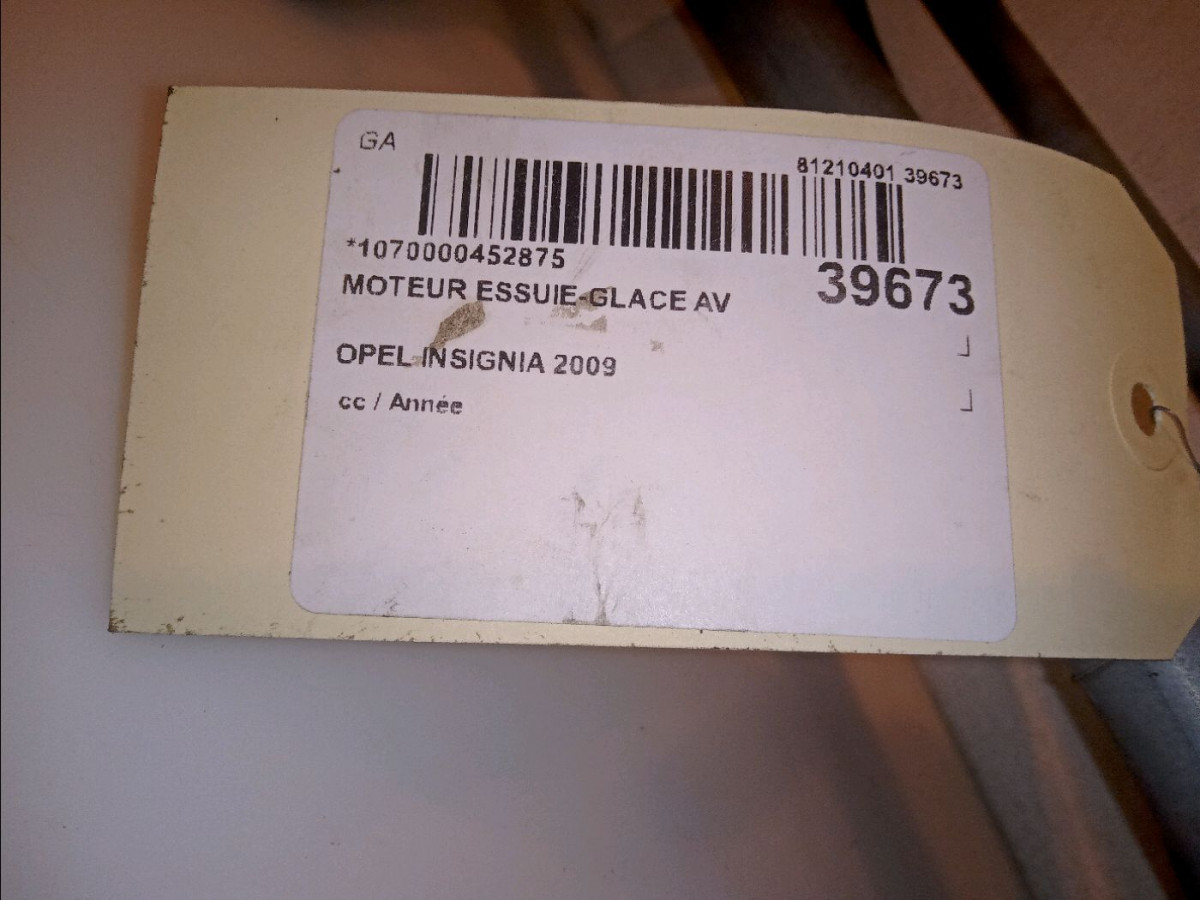 GA
81210401 39673
*1070000452875
39673
MOTEUR ESSUIE-GLACE AV
OPEL INSIGNIA 2009
cc / Année